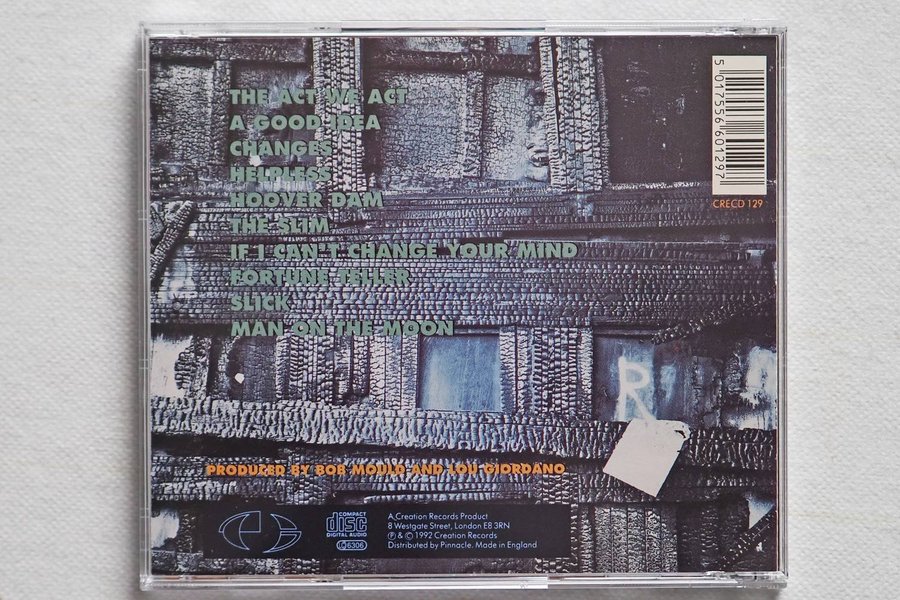 THE ACT WE ACT
A GOOD IDEA
CHANGES
HELPLESS
HOOVER DAM
THE SLIM
IF I CAN'T CHANGE YOUR MIND
FORTUNE TELLER
SLICK
MAN ON THE MOON
5 017556 601297
CRECD 129
R
PRODUCED BY BOB MOULD AND LOU GIORDANO
COMPACT
disc
DIGITAL AUDIO
LC 6306
A Creation Records Product
8 Westgate Street, London E8 3RN
℗ & © 1992 Creation Records
Distributed by Pinnacle. Made in England